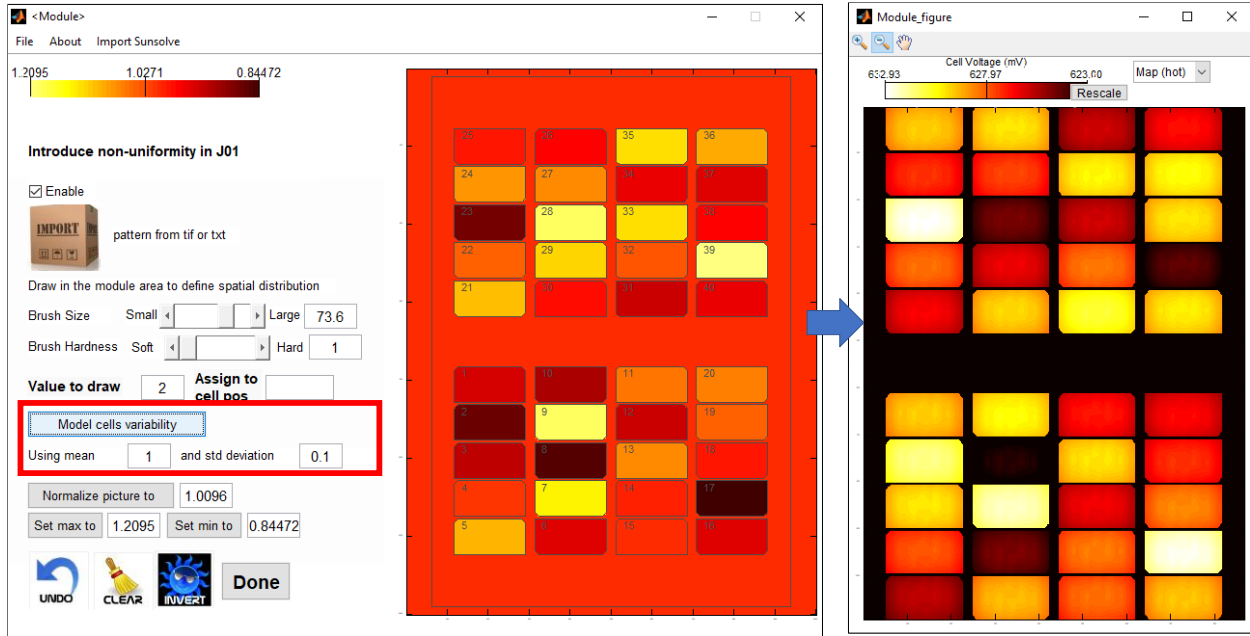 <Module>
File About Import Sunsolve
1.2095 1.0271 0.84472
Introduce non-uniformity in J01
Enable
IMPORT
pattern from tif or txt
Draw in the module area to define spatial distribution
Brush Size Small Large 73.6
Brush Hardness Soft Hard 1
Value to draw 2 Assign to cell pos
Model cells variability
Using mean 1 and std deviation 0.1
Normalize picture to 1.0096
Set max to 1.2095 Set min to 0.84472
UNDO CLEAR INVERT Done
25 26 35 36
24 27 34 37
23 28 33 38
22 29 32 39
21 30 31 40
1 10 11 20
2 9 12 19
3 8 13 18
4 7 14 17
5 6 15 16
Module_figure
Cell Voltage (mV)
632.93 627.97 623.00 Map (hot)
Rescale